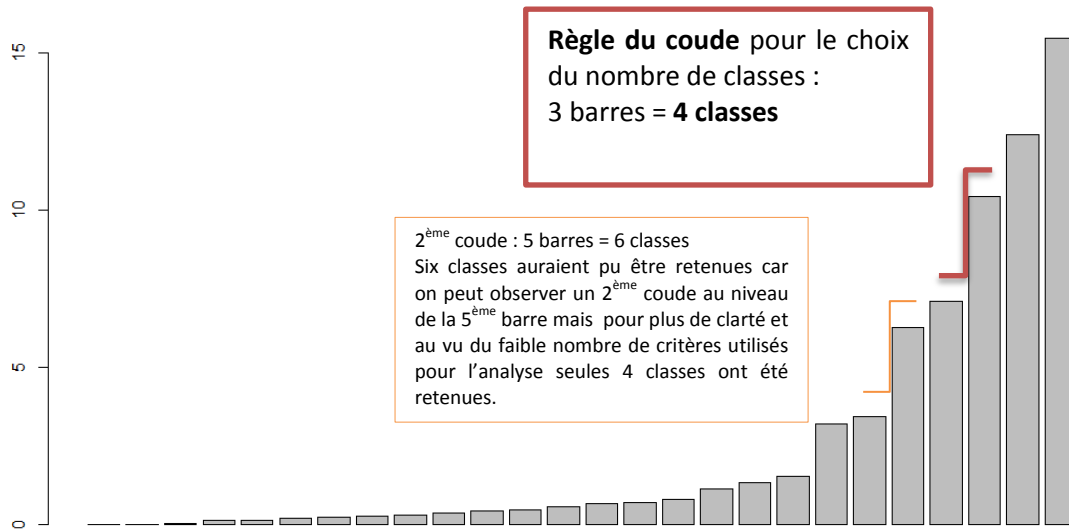 15
10
5
0
Règle du coude pour le choix
du nombre de classes :
3 barres = 4 classes
2ème coude : 5 barres = 6 classes
Six classes auraient pu être retenues car
on peut observer un 2ème coude au niveau
de la 5ème barre mais pour plus de clarté et
au vu du faible nombre de critères utilisés
pour l’analyse seules 4 classes ont été
retenues.